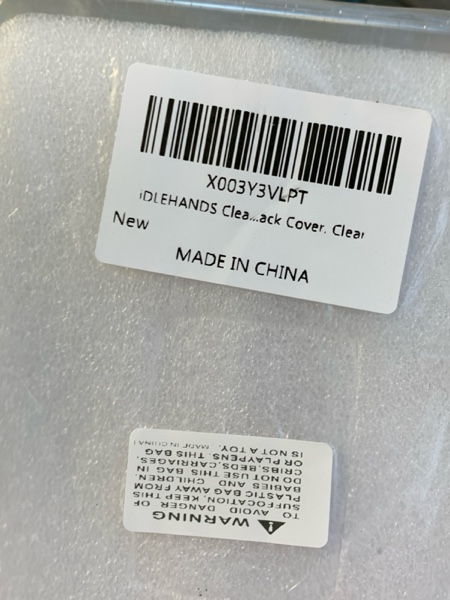 X003Y3VLPT
iDLEHANDS Clea...ack Cover, Clear
New
MADE IN CHINA
WARNING
TO AVOID DANGER OF
SUFFOCATION, KEEP THIS
PLASTIC BAG AWAY FROM
BABIES AND CHILDREN.
DO NOT USE THIS BAG IN
CRIBS, BEDS, CARRIAGES.
OR PLAYPENS. THIS BAG
IS NOT A TOY. MADE IN CHINA